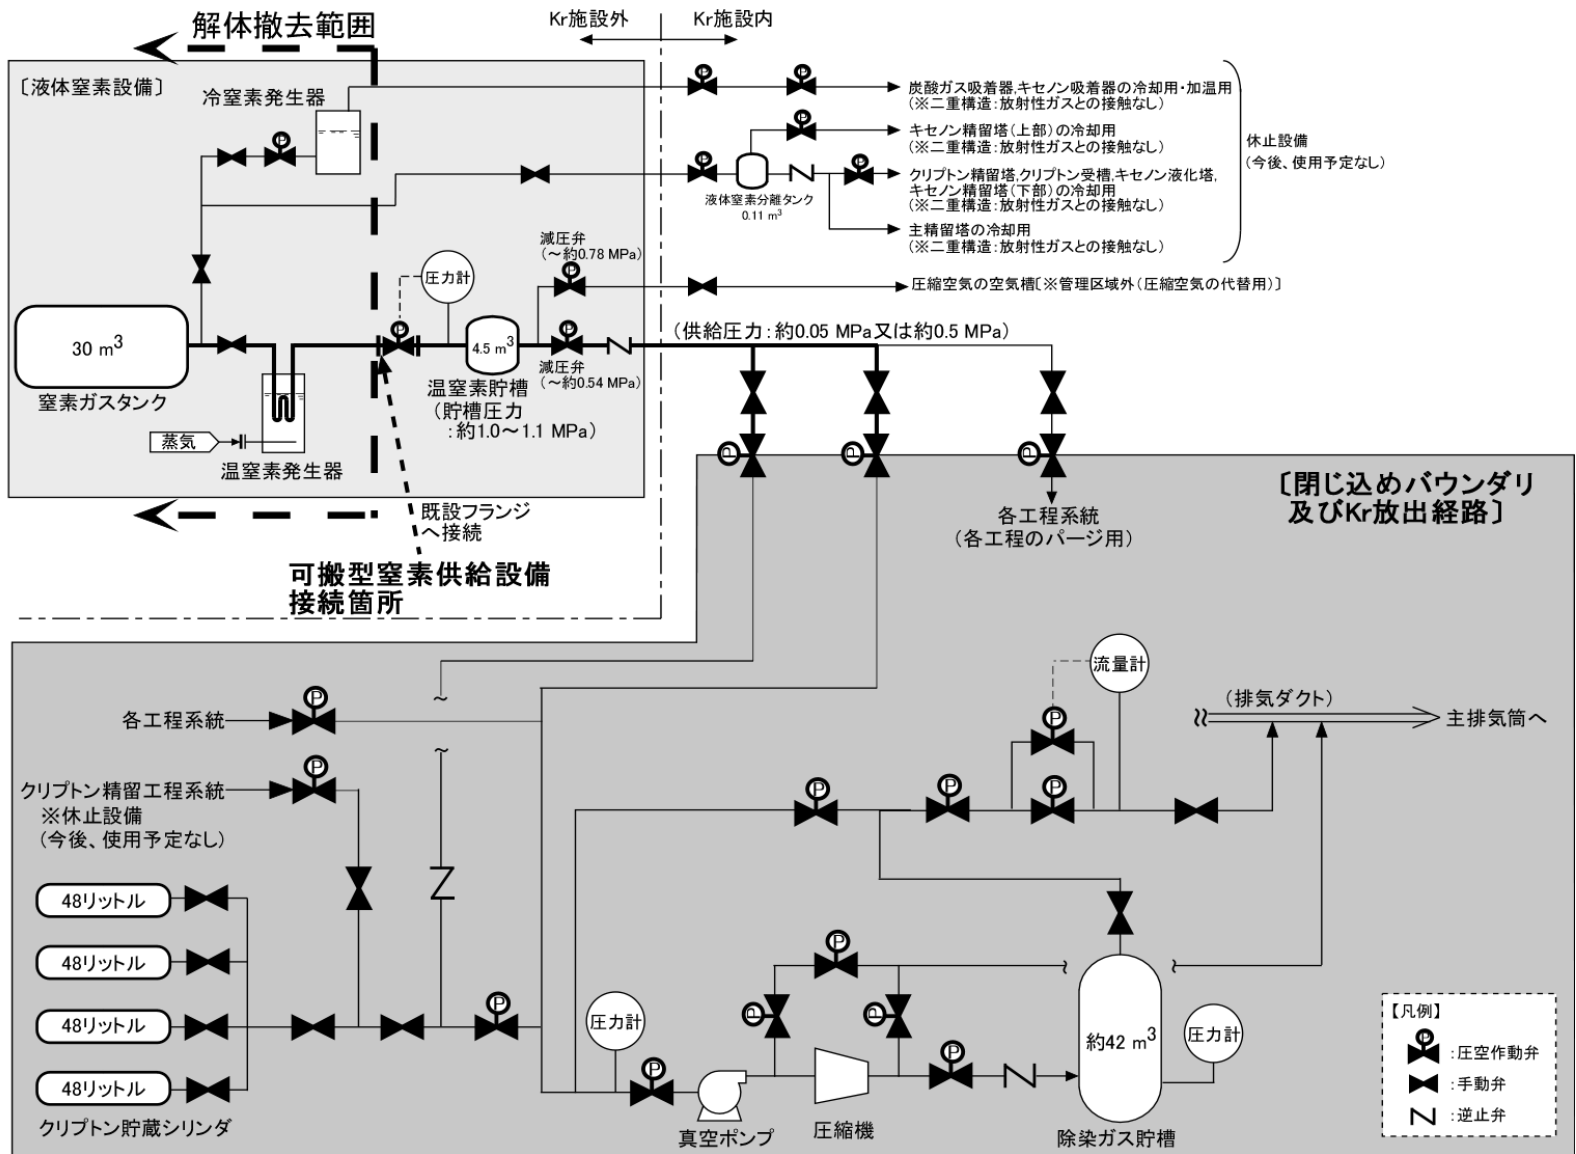 解体撤去範囲
Kr施設外
Kr施設内
〔液体窒素設備〕
冷窒素発生器
P
P
P
炭酸ガス吸着器,キセノン吸着器の冷却用・加温用
(※二重構造:放射性ガスとの接触なし)
P
キセノン精留塔(上部)の冷却用
(※二重構造:放射性ガスとの接触なし)
休止設備
(今後、使用予定なし)
P
P
クリプトン精留塔,クリプトン受槽,キセノン液化塔,
キセノン精留塔(下部)の冷却用
(※二重構造:放射性ガスとの接触なし)
液体窒素分離タンク
0.11 m³
主精留塔の冷却用
(※二重構造:放射性ガスとの接触なし)
減圧弁
(～約0.78 MPa)
P
圧力計
圧縮空気の空気槽〔※管理区域外(圧縮空気の代替用)〕
30 m³
窒素ガスタンク
P
4.5 m³
P
(供給圧力:約0.05 MPa又は約0.5 MPa)
減圧弁
(～約0.54 MPa)
温窒素貯槽
(貯槽圧力
:約1.0～1.1 MPa)
蒸気
温窒素発生器
P
P
P
既設フランジ
へ接続
可搬型窒素供給設備
接続箇所
各工程系統
(各工程のパージ用)
〔閉じ込めバウンダリ
及びKr放出経路〕
各工程系統
P
流量計
P
(排気ダクト)
主排気筒へ
クリプトン精留工程系統
※休止設備
(今後、使用予定なし)
P
P
P
P
48リットル
48リットル
48リットル
48リットル
クリプトン貯蔵シリンダ
P
圧力計
P
真空ポンプ
P
P
P
圧縮機
P
約42 m³
除染ガス貯槽
圧力計
【凡例】
P
:圧空作動弁
:手動弁
:逆止弁